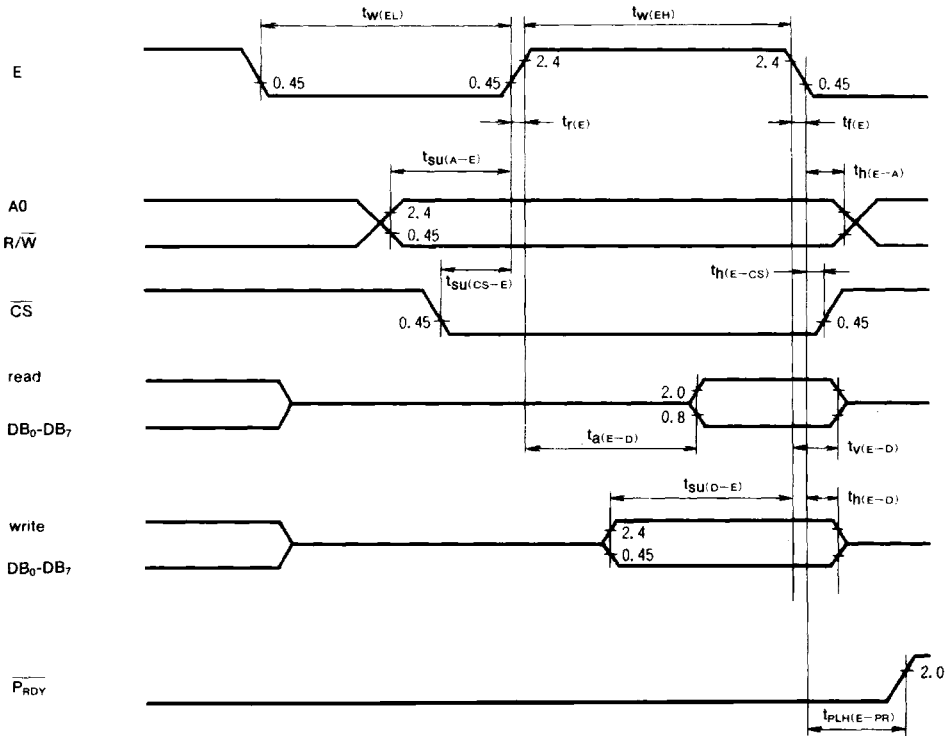 tW(EL)
tW(EH)
E
0.45
0.45
2.4
2.4
0.45
tr(E)
tf(E)
tsu(A–E)
th(E–A)
A0
2.4
R/W̅
0.45
tsu(CS–E)
th(E–CS)
C̅S̅
0.45
0.45
read
2.0
0.8
DB₀-DB₇
ta(E–D)
tv(E–D)
tsu(D–E)
th(E–D)
write
2.4
0.45
DB₀-DB₇
P̅R̅D̅Y̅
2.0
tPLH(E–PR)